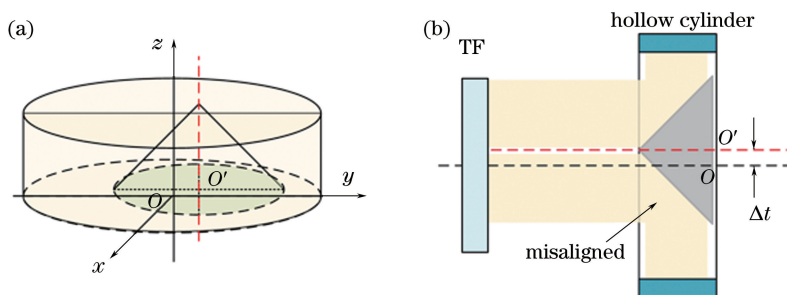 (a)
z
O'
O
y
x
(b)
hollow cylinder
TF
O'
O
Δt
misaligned